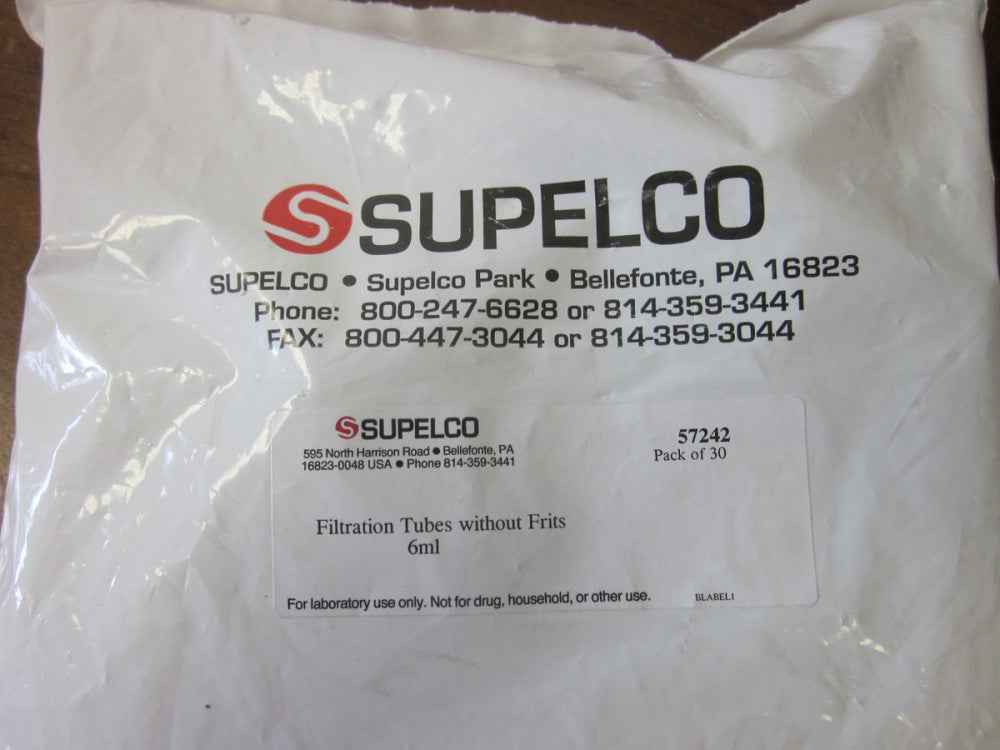 SUPELCO
SUPELCO • Supelco Park • Bellefonte, PA 16823
Phone: 800-247-6628 or 814-359-3441
FAX: 800-447-3044 or 814-359-3044
SUPELCO
57242
595 North Harrison Road • Bellefonte, PA
Pack of 30
16823-0048 USA • Phone 814-359-3441
Filtration Tubes without Frits
6ml
For laboratory use only. Not for drug, household, or other use.
BLABEL1